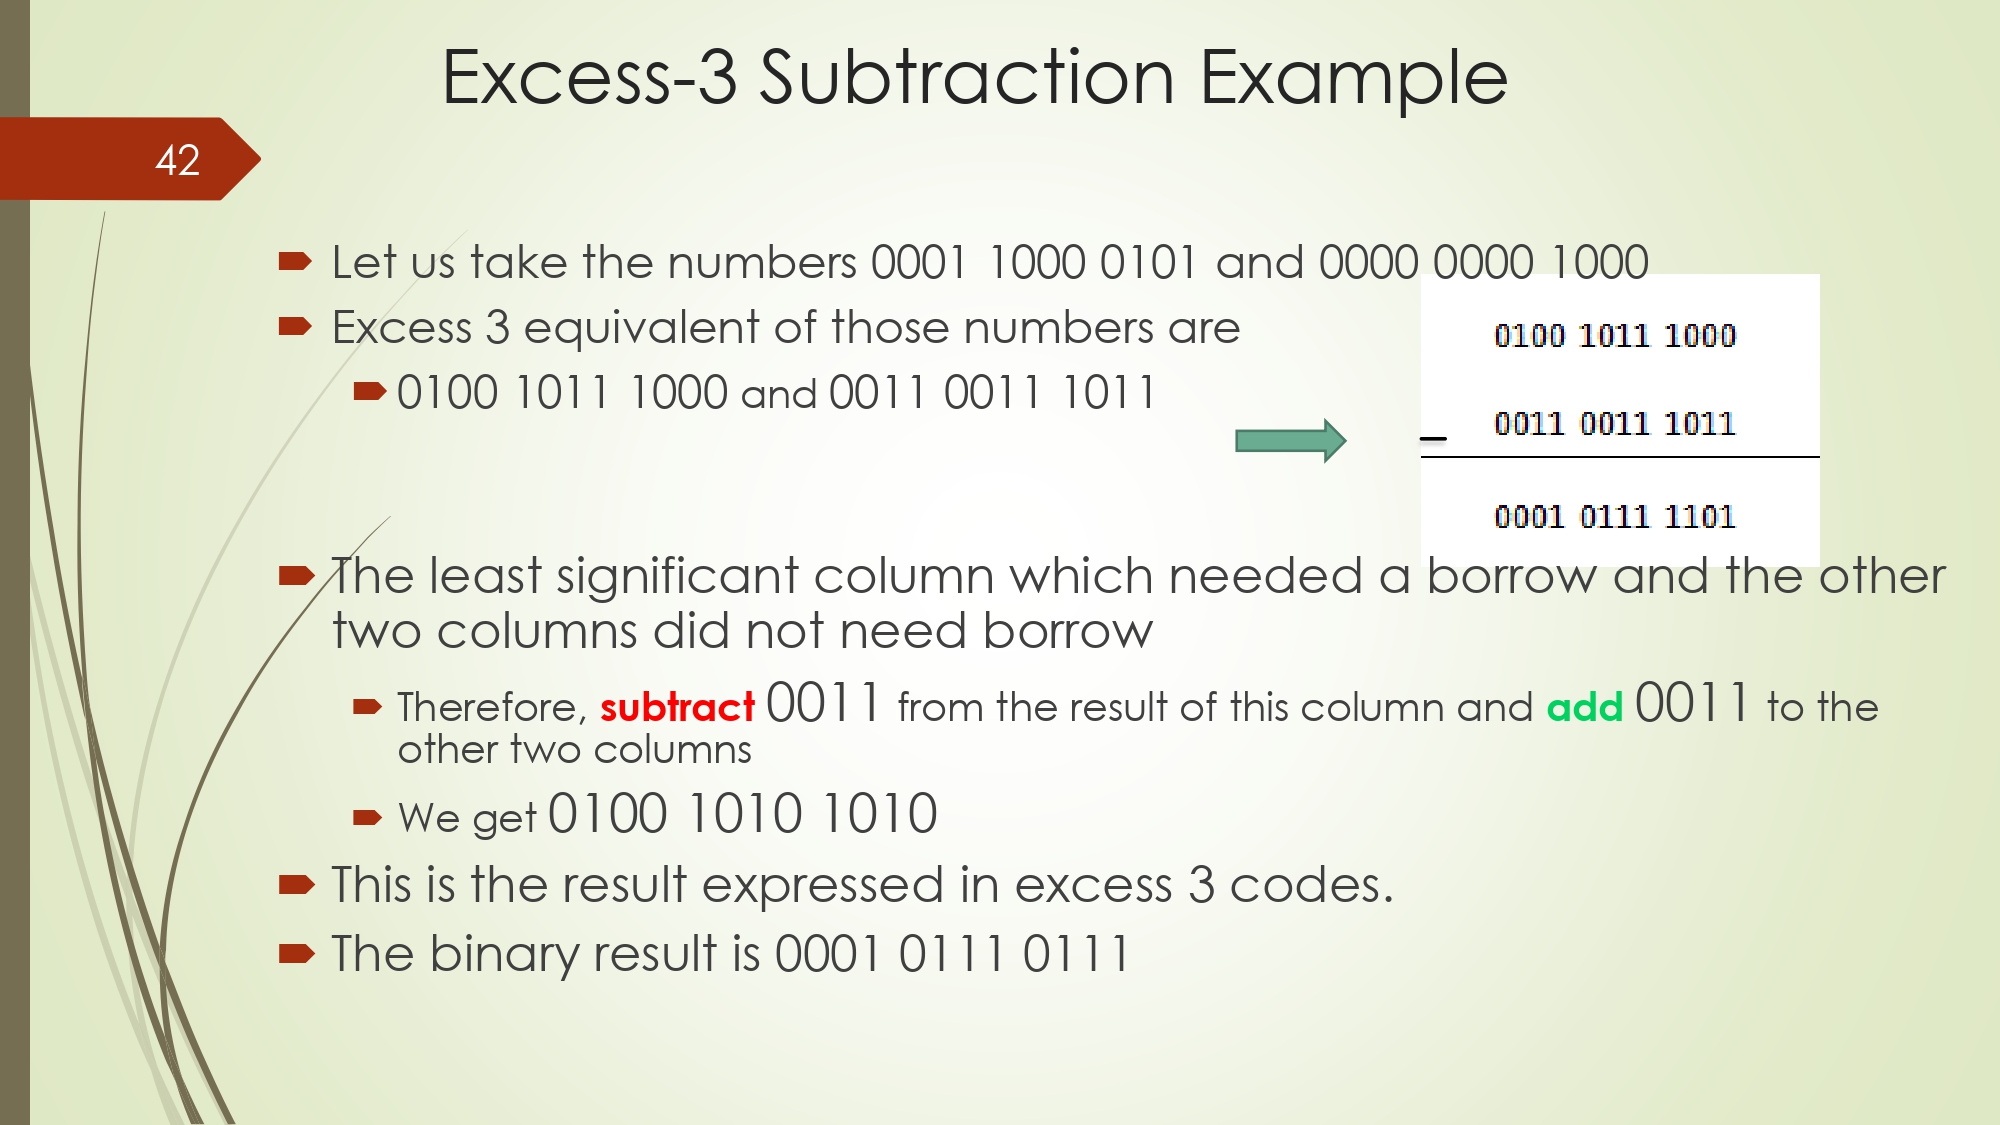 Excess-3 Subtraction Example
42
Let us take the numbers 0001 1000 0101 and 0000 0000 1000
Excess 3 equivalent of those numbers are
0100 1011 1000 and 0011 0011 1011
0100 1011 1000
– 0011 0011 1011
0001 0111 1101
The least significant column which needed a borrow and the other
two columns did not need borrow
Therefore, subtract 0011 from the result of this column and add 0011 to the
other two columns
We get 0100 1010 1010
This is the result expressed in excess 3 codes.
The binary result is 0001 0111 0111